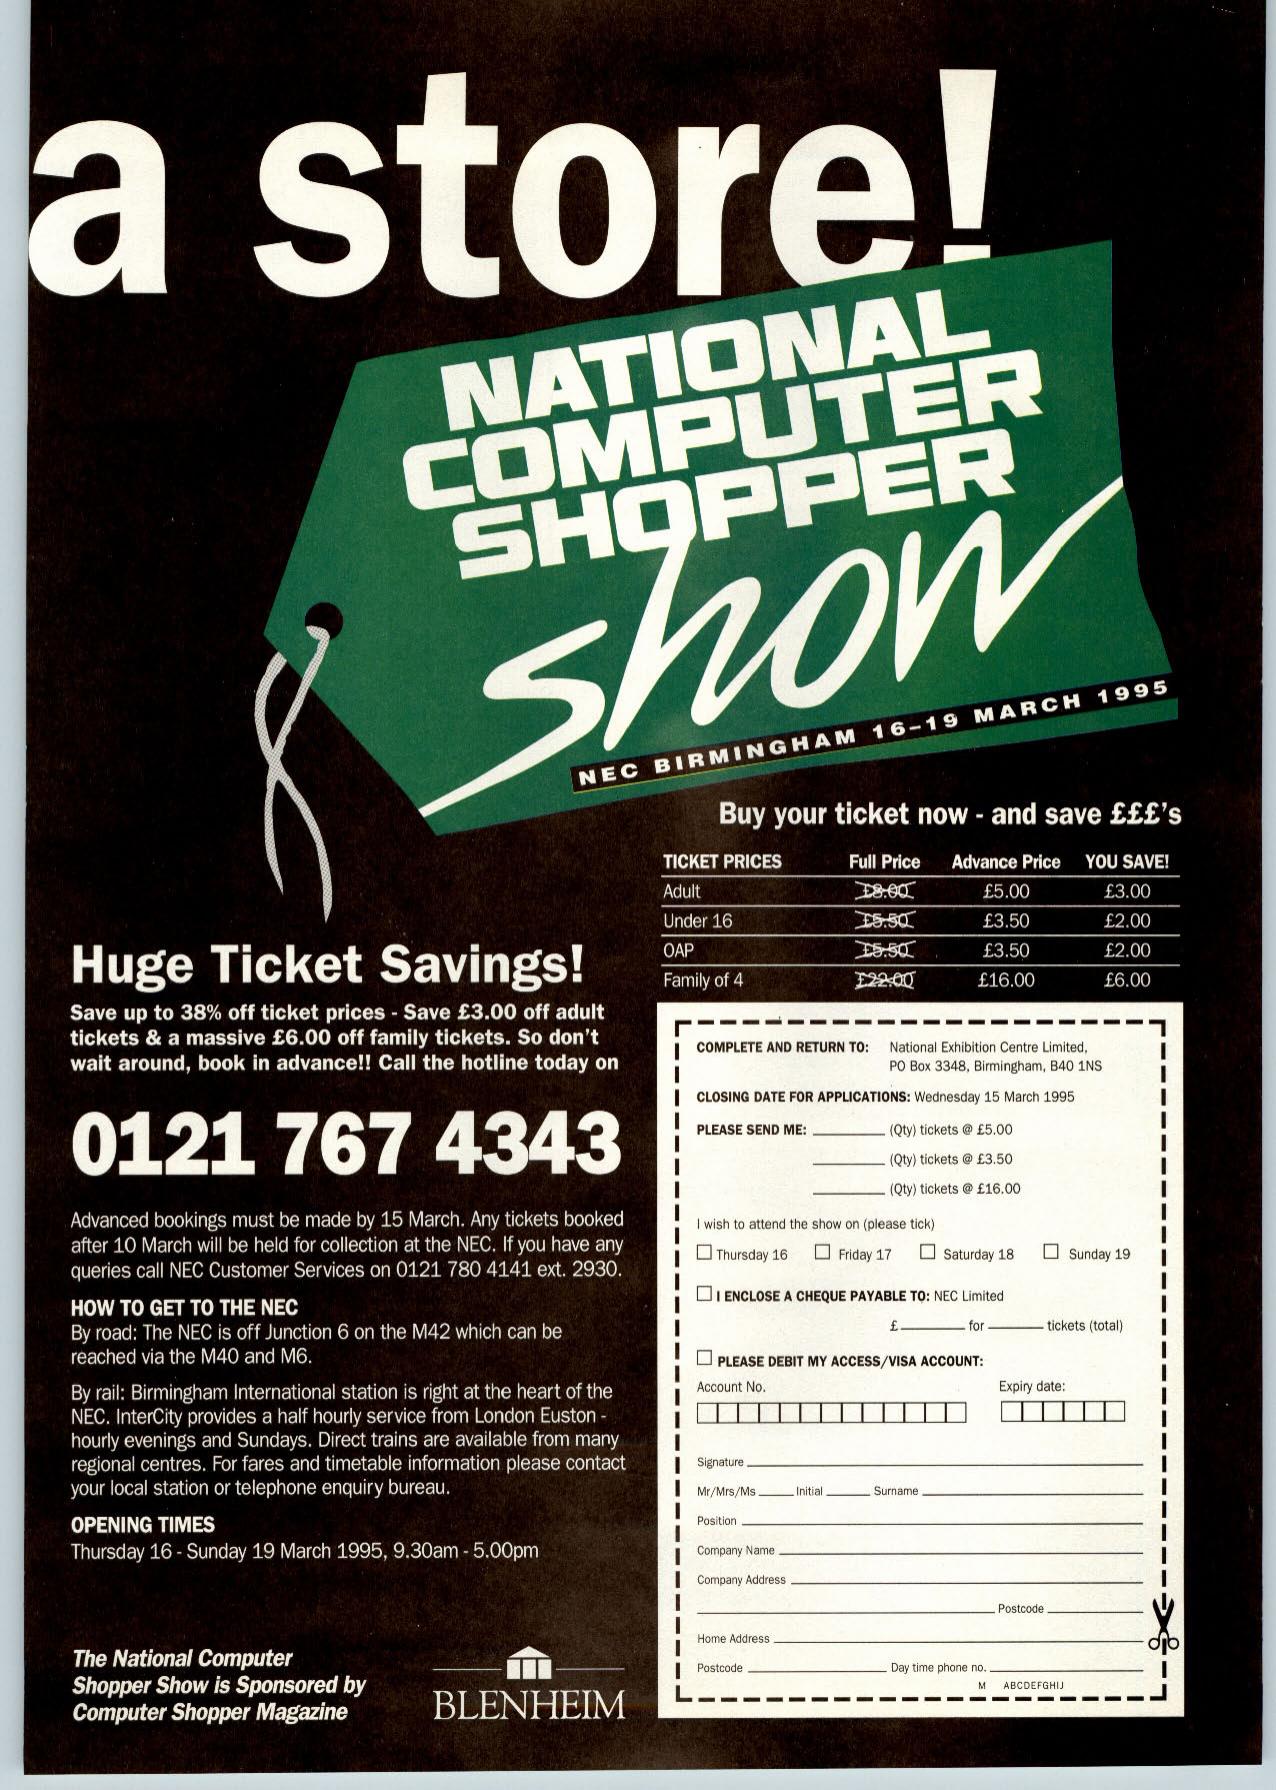 a store!
NATIONAL
COMPUTER
SHOPPER
show
NEC BIRMINGHAM 16–19 MARCH 1995
Buy your ticket now - and save £££'s
TICKET PRICES Full Price Advance Price YOU SAVE!
Adult £8.00 £5.00 £3.00
Under 16 £5.50 £3.50 £2.00
OAP £5.50 £3.50 £2.00
Family of 4 £22.00 £16.00 £6.00
Huge Ticket Savings!
Save up to 38% off ticket prices - Save £3.00 off adult
tickets & a massive £6.00 off family tickets. So don't
wait around, book in advance!! Call the hotline today on
0121 767 4343
Advanced bookings must be made by 15 March. Any tickets booked
after 10 March will be held for collection at the NEC. If you have any
queries call NEC Customer Services on 0121 780 4141 ext. 2930.
HOW TO GET TO THE NEC
By road: The NEC is off Junction 6 on the M42 which can be
reached via the M40 and M6.
By rail: Birmingham International station is right at the heart of the
NEC. InterCity provides a half hourly service from London Euston -
hourly evenings and Sundays. Direct trains are available from many
regional centres. For fares and timetable information please contact
your local station or telephone enquiry bureau.
OPENING TIMES
Thursday 16 - Sunday 19 March 1995, 9.30am - 5.00pm
The National Computer
Shopper Show is Sponsored by
Computer Shopper Magazine
BLENHEIM
COMPLETE AND RETURN TO: National Exhibition Centre Limited,
PO Box 3348, Birmingham, B40 1NS
CLOSING DATE FOR APPLICATIONS: Wednesday 15 March 1995
PLEASE SEND ME: (Qty) tickets @ £5.00
(Qty) tickets @ £3.50
(Qty) tickets @ £16.00
I wish to attend the show on (please tick)
Thursday 16 Friday 17 Saturday 18 Sunday 19
I ENCLOSE A CHEQUE PAYABLE TO: NEC Limited
£ for tickets (total)
PLEASE DEBIT MY ACCESS/VISA ACCOUNT:
Account No. Expiry date:
Signature
Mr/Mrs/Ms Initial Surname
Position
Company Name
Company Address
Postcode
Home Address
Postcode Day time phone no.
M ABCDEFGHIJ